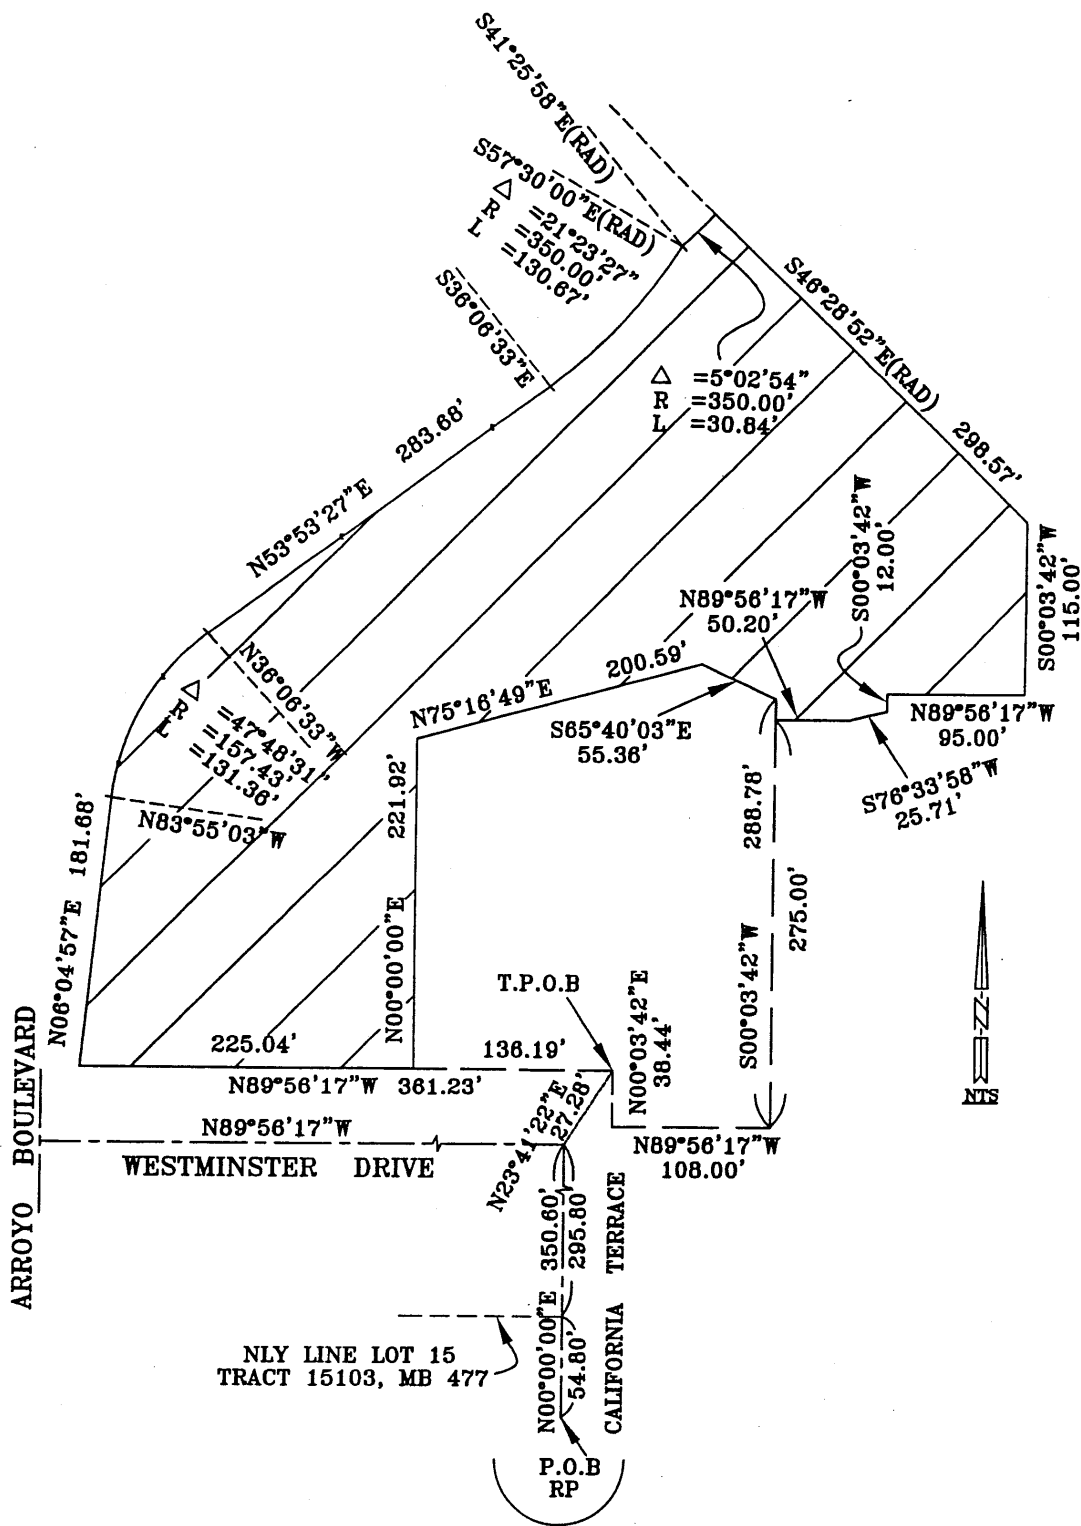 S41°25'58"E(RAD)
S57°30'00"E(RAD)
△ =21°23'27"
R =350.00'
L =130.67'
S36°06'33"E
S46°28'52"E(RAD) 298.57'
△ =5°02'54"
R =350.00'
L =30.84'
N53°53'27"E 283.68'
S00°03'42"W
12.00'
S00°03'42"W
115.00'
N89°56'17"W
50.20'
N36°06'33"W
△ =47°48'31"
R =157.43'
L =131.36'
N75°16'49"E 200.59'
S65°40'03"E
55.36'
N89°56'17"W
95.00'
S76°33'58"W
25.71'
N83°55'03"W
N06°04'57"E 181.68'
N00°00'00"E 221.92'
S00°03'42"W 288.78'
275.00'
T.P.O.B
N00°03'42"E
38.44'
225.04'
136.19'
N89°56'17"W 361.23'
N
NTS
N89°56'17"W
WESTMINSTER DRIVE
ARROYO BOULEVARD
N23°41'22"E
27.28'
N89°56'17"W
108.00'
N00°00'00"E 350.60'
54.80' 295.80
CALIFORNIA TERRACE
NLY LINE LOT 15
TRACT 15103, MB 477
P.O.B
RP